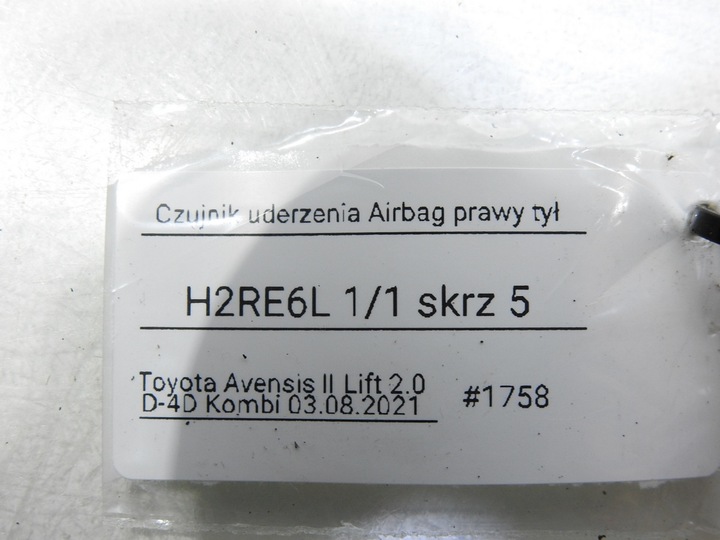 Czujnik uderzenia Airbag prawy tył
H2RE6L 1/1 skrz 5
Toyota Avensis II Lift 2.0
D-4D Kombi 03.08.2021
#1758